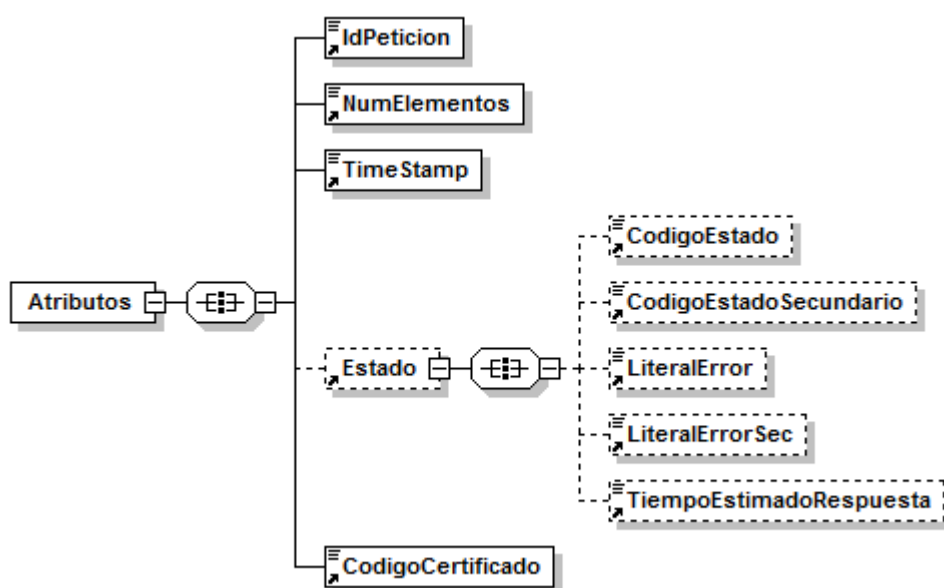 IdPeticion
NumElementos
TimeStamp
CodigoEstado
CodigoEstadoSecundario
Atributos
Estado
LiteralError
LiteralErrorSec
TiempoEstimadoRespuesta
CodigoCertificado